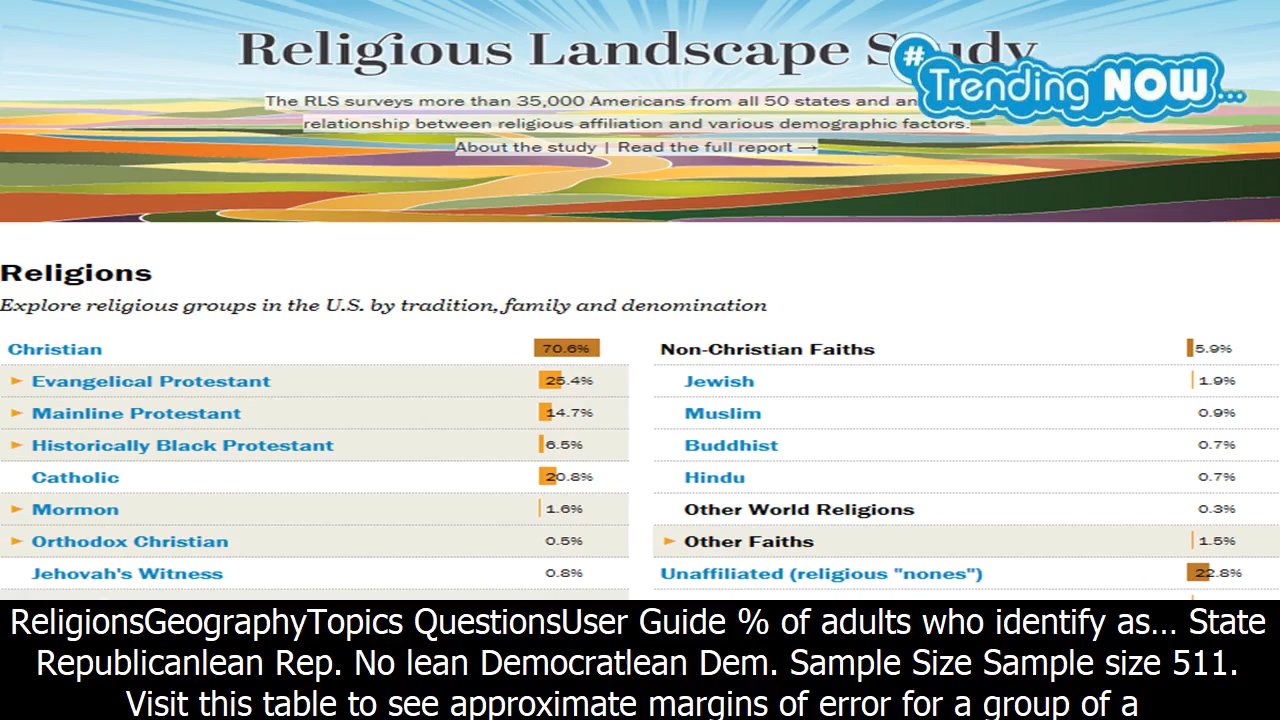 Religious Landscape Study
#
Trending NOW...
The RLS surveys more than 35,000 Americans from all 50 states and
relationship between religious affiliation and various demographic factors.
About the study | Read the full report →
Religions
Explore religious groups in the U.S. by tradition, family and denomination
Christian 70.6%
► Evangelical Protestant 25.4%
► Mainline Protestant 14.7%
► Historically Black Protestant 6.5%
Catholic 20.8%
► Mormon 1.6%
► Orthodox Christian 0.5%
Jehovah's Witness 0.8%
Non-Christian Faiths 5.9%
Jewish 1.9%
Muslim 0.9%
Buddhist 0.7%
Hindu 0.7%
Other World Religions 0.3%
► Other Faiths 1.5%
Unaffiliated (religious "nones") 22.8%
ReligionsGeographyTopics QuestionsUser Guide % of adults who identify as... State
Republicanlean Rep. No lean Democratlean Dem. Sample Size Sample size 511.
Visit this table to see approximate margins of error for a group of a